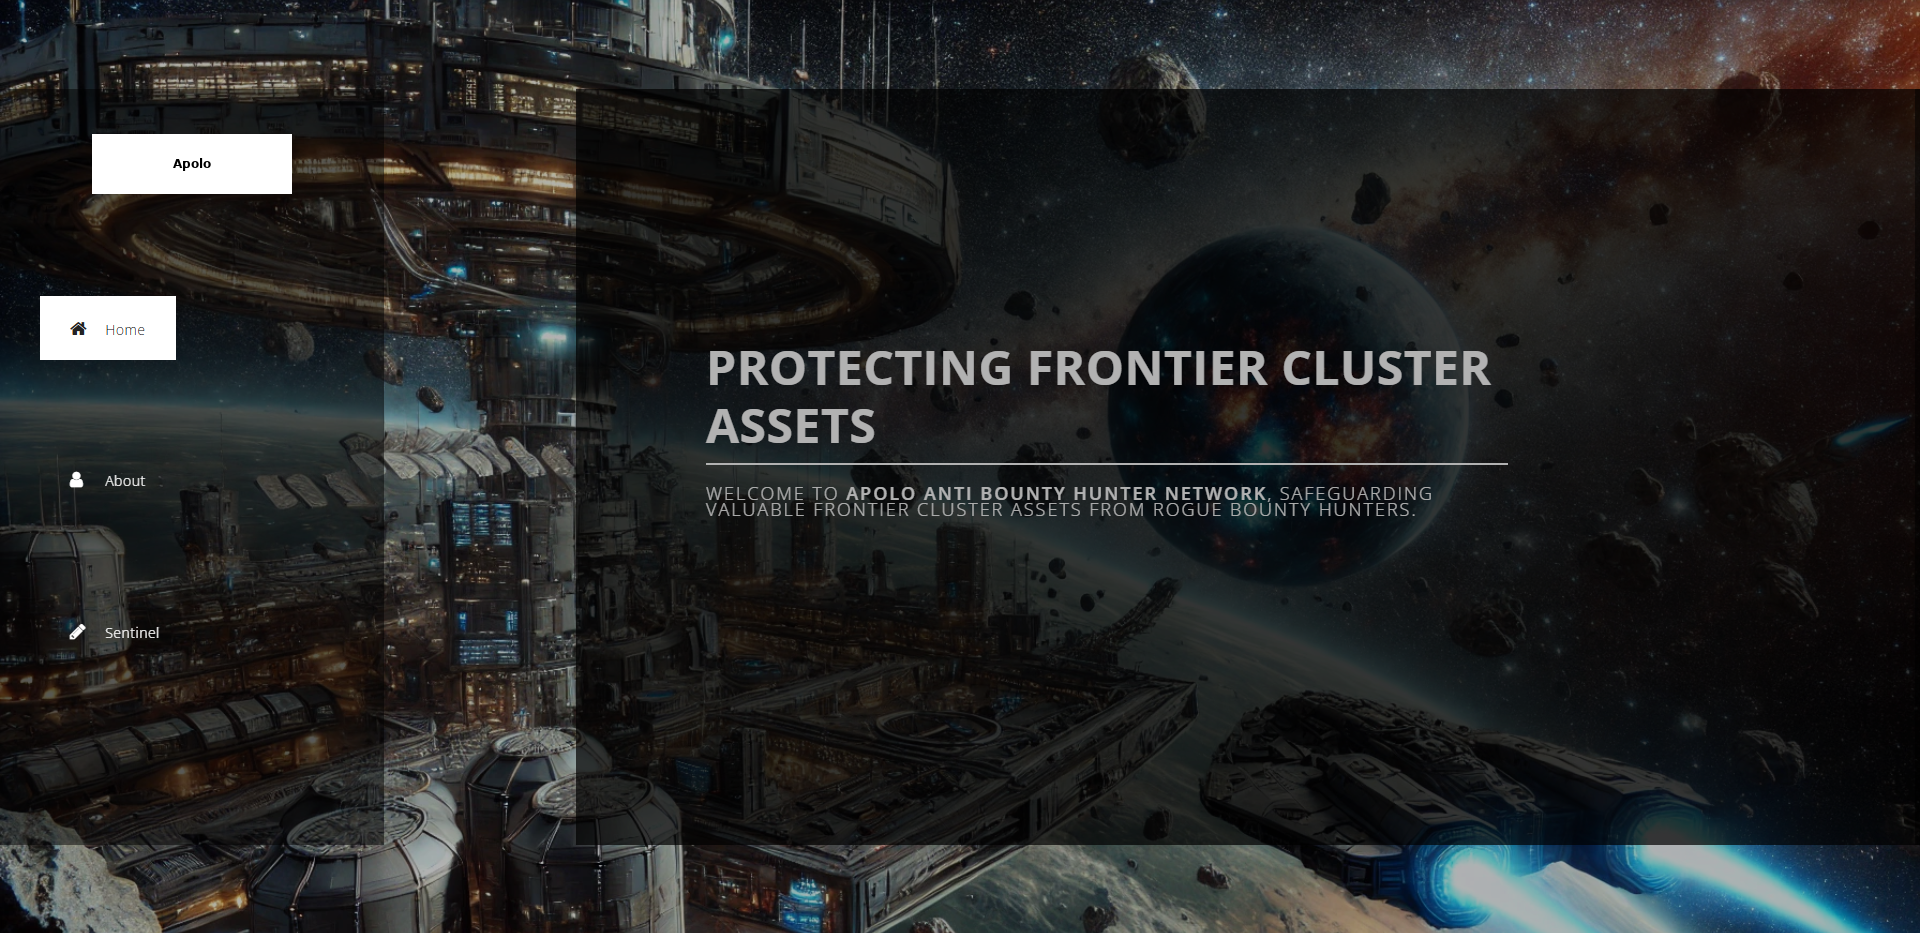 Apolo
Home
About
Sentinel
PROTECTING FRONTIER CLUSTER
ASSETS
WELCOME TO APOLO ANTI BOUNTY HUNTER NETWORK, SAFEGUARDING
VALUABLE FRONTIER CLUSTER ASSETS FROM ROGUE BOUNTY HUNTERS.